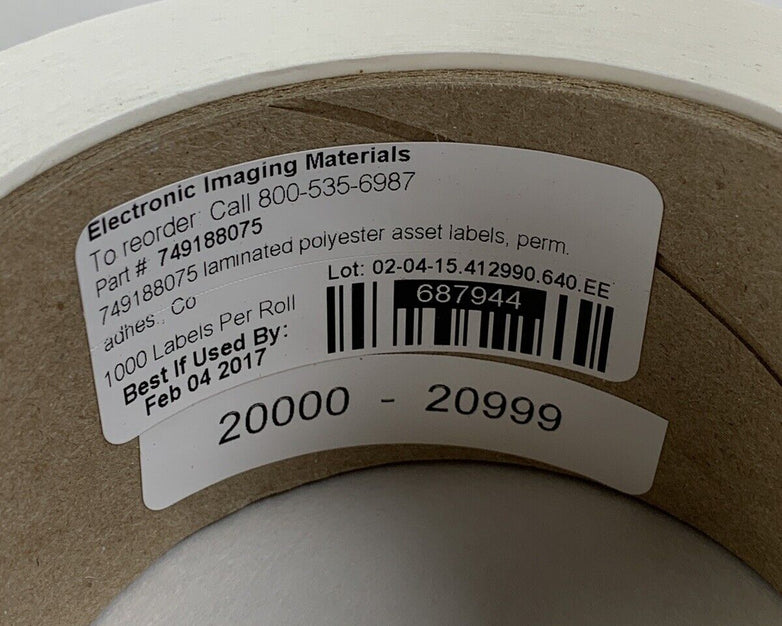 Electronic Imaging Materials
To reorder: Call 800-535-6987
Part #: 749188075
749188075 laminated polyester asset labels, perm.
adhes., Co
Lot: 02-04-15.412990.640.EE
687944
1000 Labels Per Roll
Best If Used By:
Feb 04 2017
20000 - 20999